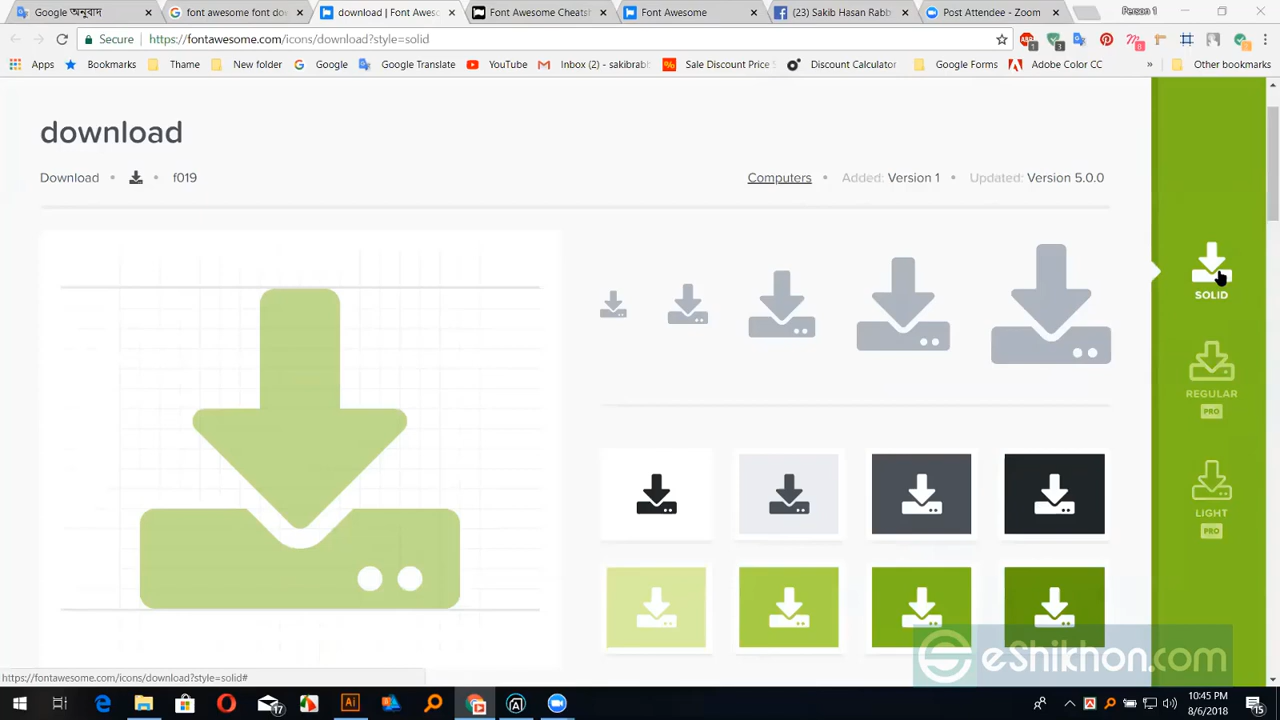 Google অনুবাদ
font awesome font do
download | Font Aweso
Font Awesome Cheatsh
Font Awesome
(23) Sakib Hasan Rabb
Post Attendee - Zoom
Person 1
Secure
https://fontawesome.com/icons/download?style=solid
Apps
Bookmarks
Thame
New folder
Google
Google Translate
YouTube
Inbox (2) - sakibrabb
Sale Discount Price S
Discount Calculator
Google Forms
Adobe Color CC
»
Other bookmarks
download
Download • • f019
Computers • Added: Version 1 • Updated: Version 5.0.0
SOLID
REGULAR
PRO
LIGHT
PRO
eShikhon.com
https://fontawesome.com/icons/download?style=solid#
10:45 PM
8/6/2018
17
15